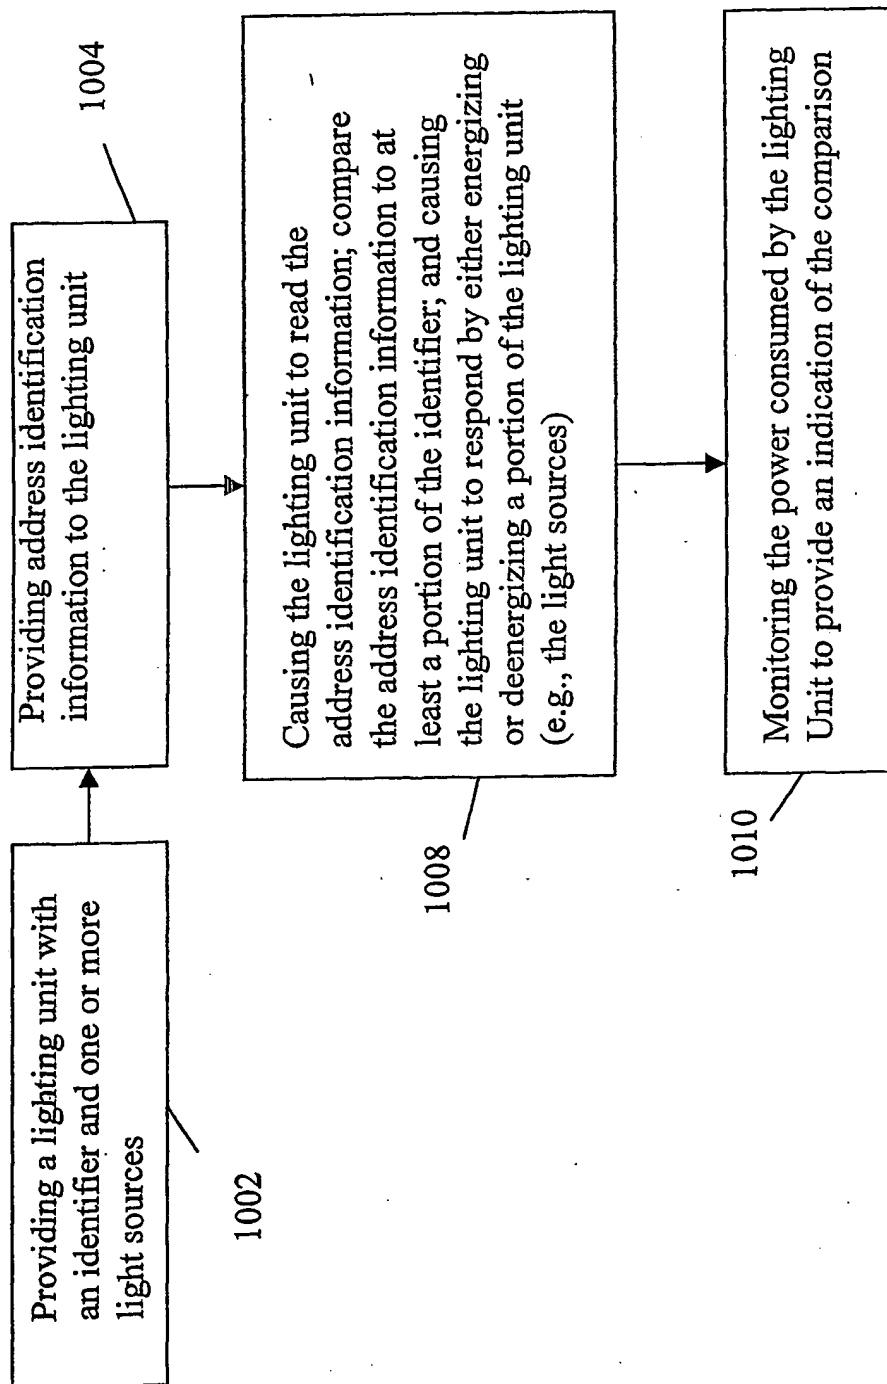 Providing a lighting unit with
an identifier and one or more
light sources
1002
Providing address identification
information to the lighting unit
1004
Causing the lighting unit to read the
address identification information; compare
the address identification information to at
least a portion of the identifier; and causing
the lighting unit to respond by either energizing
or deenergizing a portion of the lighting unit
(e.g., the light sources)
1008
Monitoring the power consumed by the lighting
Unit to provide an indication of the comparison
1010